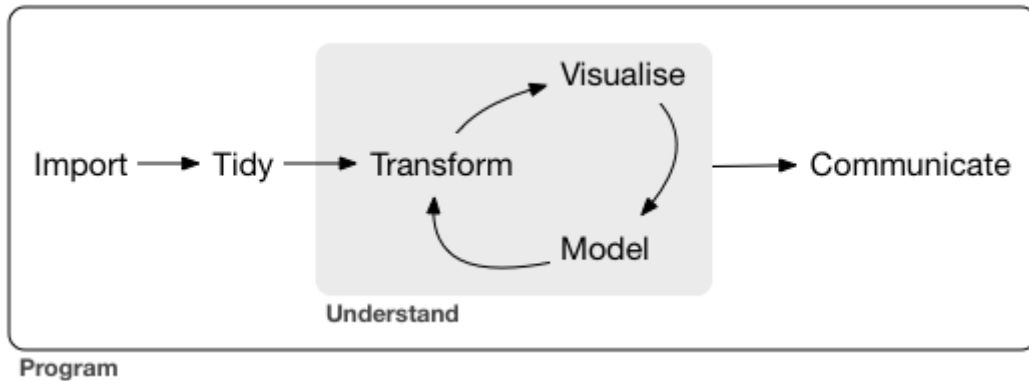 Visualise
Import Tidy Transform Communicate
Model
Understand
Program